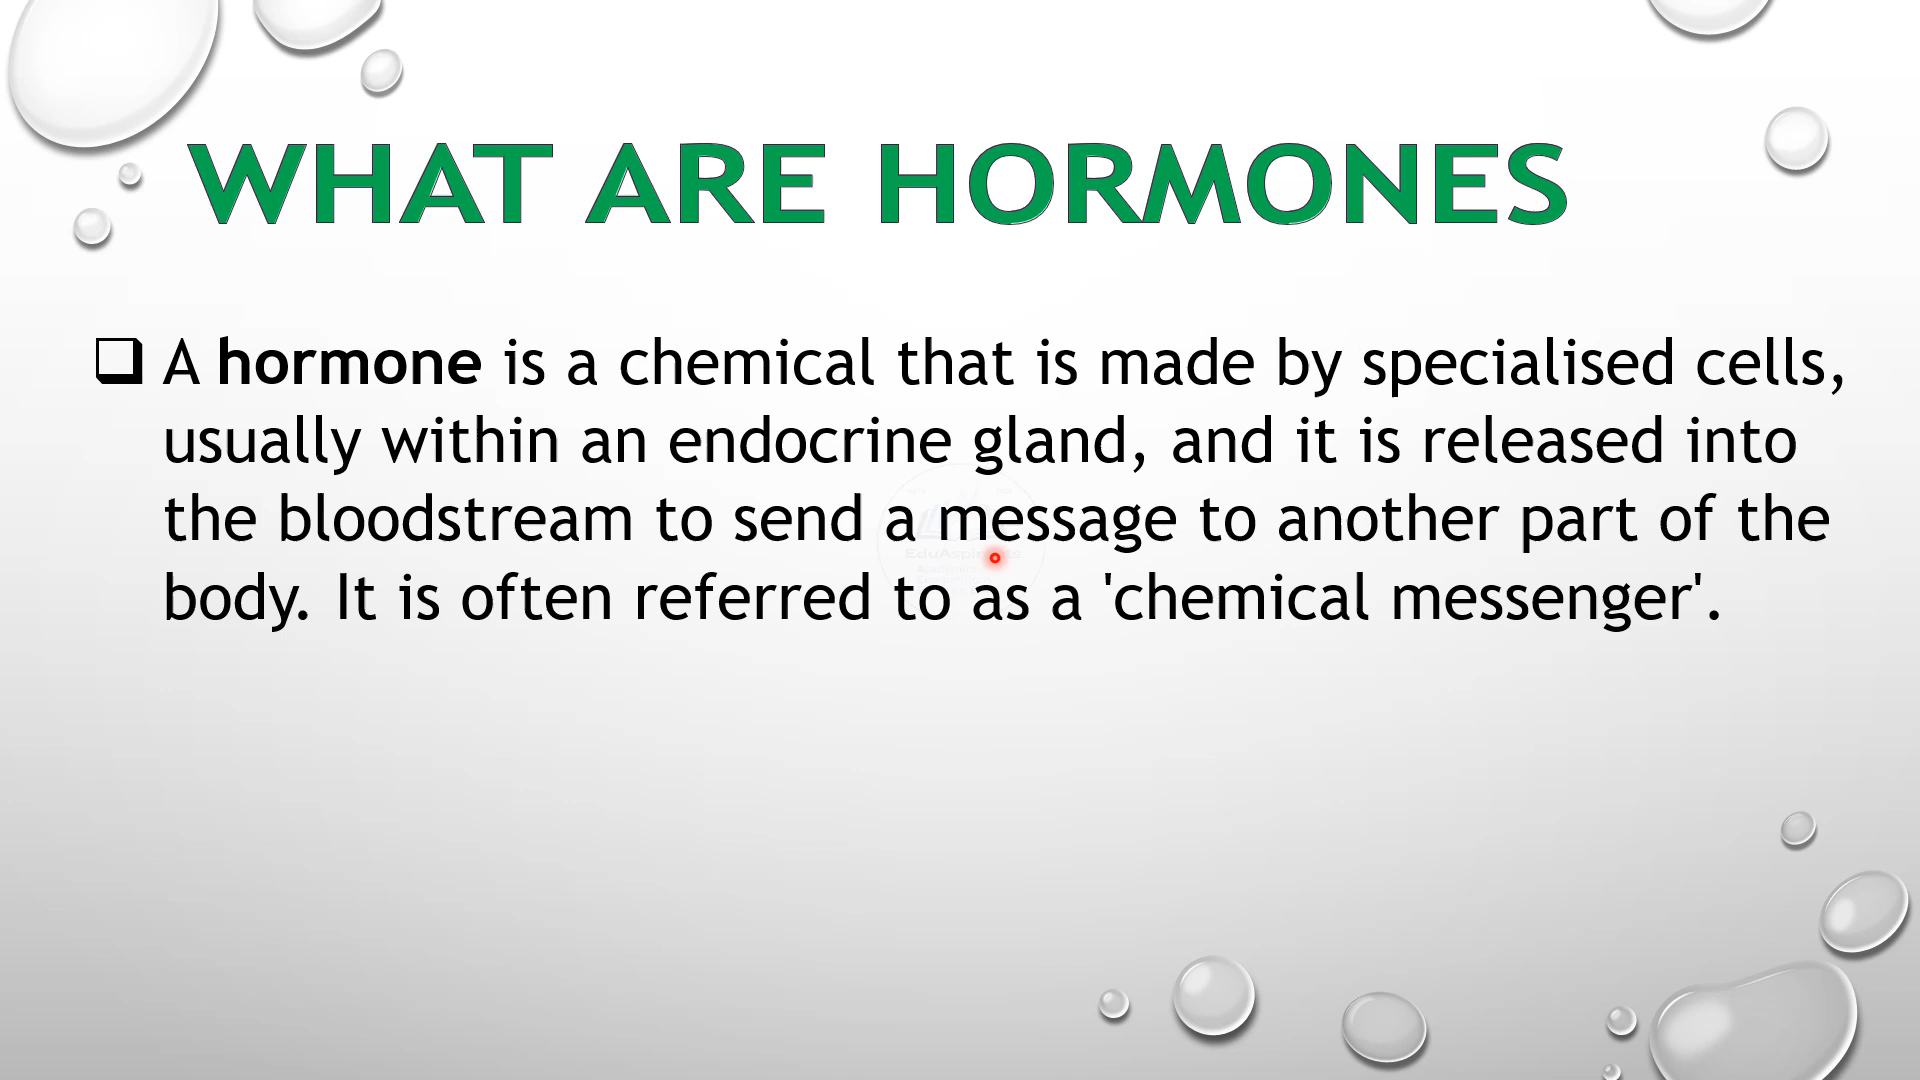 WHAT ARE HORMONES
❑ A hormone is a chemical that is made by specialised cells,
usually within an endocrine gland, and it is released into
the bloodstream to send a message to another part of the
body. It is often referred to as a 'chemical messenger'.